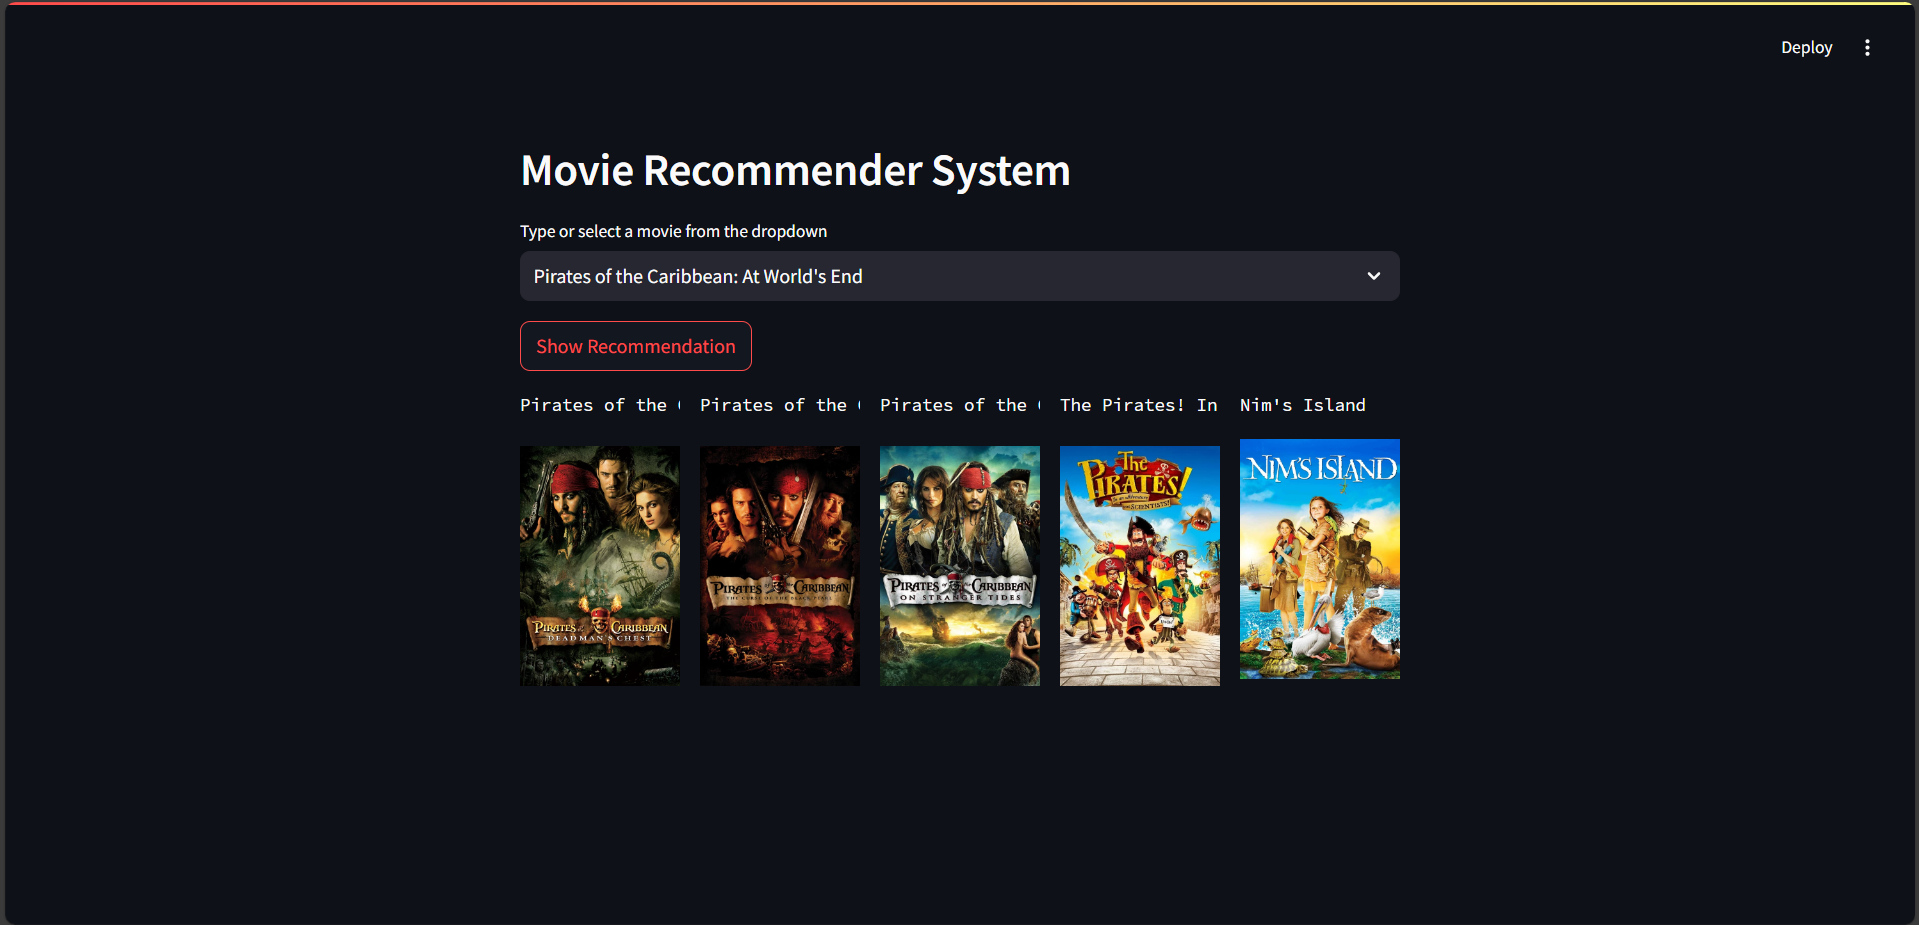 Deploy
Movie Recommender System
Type or select a movie from the dropdown
Pirates of the Caribbean: At World's End
Show Recommendation
Pirates of the
Pirates of the
Pirates of the
The Pirates! In
Nim's Island
PIRATES of the CARIBBEAN
DEAD MAN'S CHEST
PIRATES of the CARIBBEAN
THE CURSE OF THE BLACK PEARL
PIRATES of the CARIBBEAN
ON STRANGER TIDES
The
PIRATES!
In an adventure
with SCIENTISTS!
NIM'S ISLAND